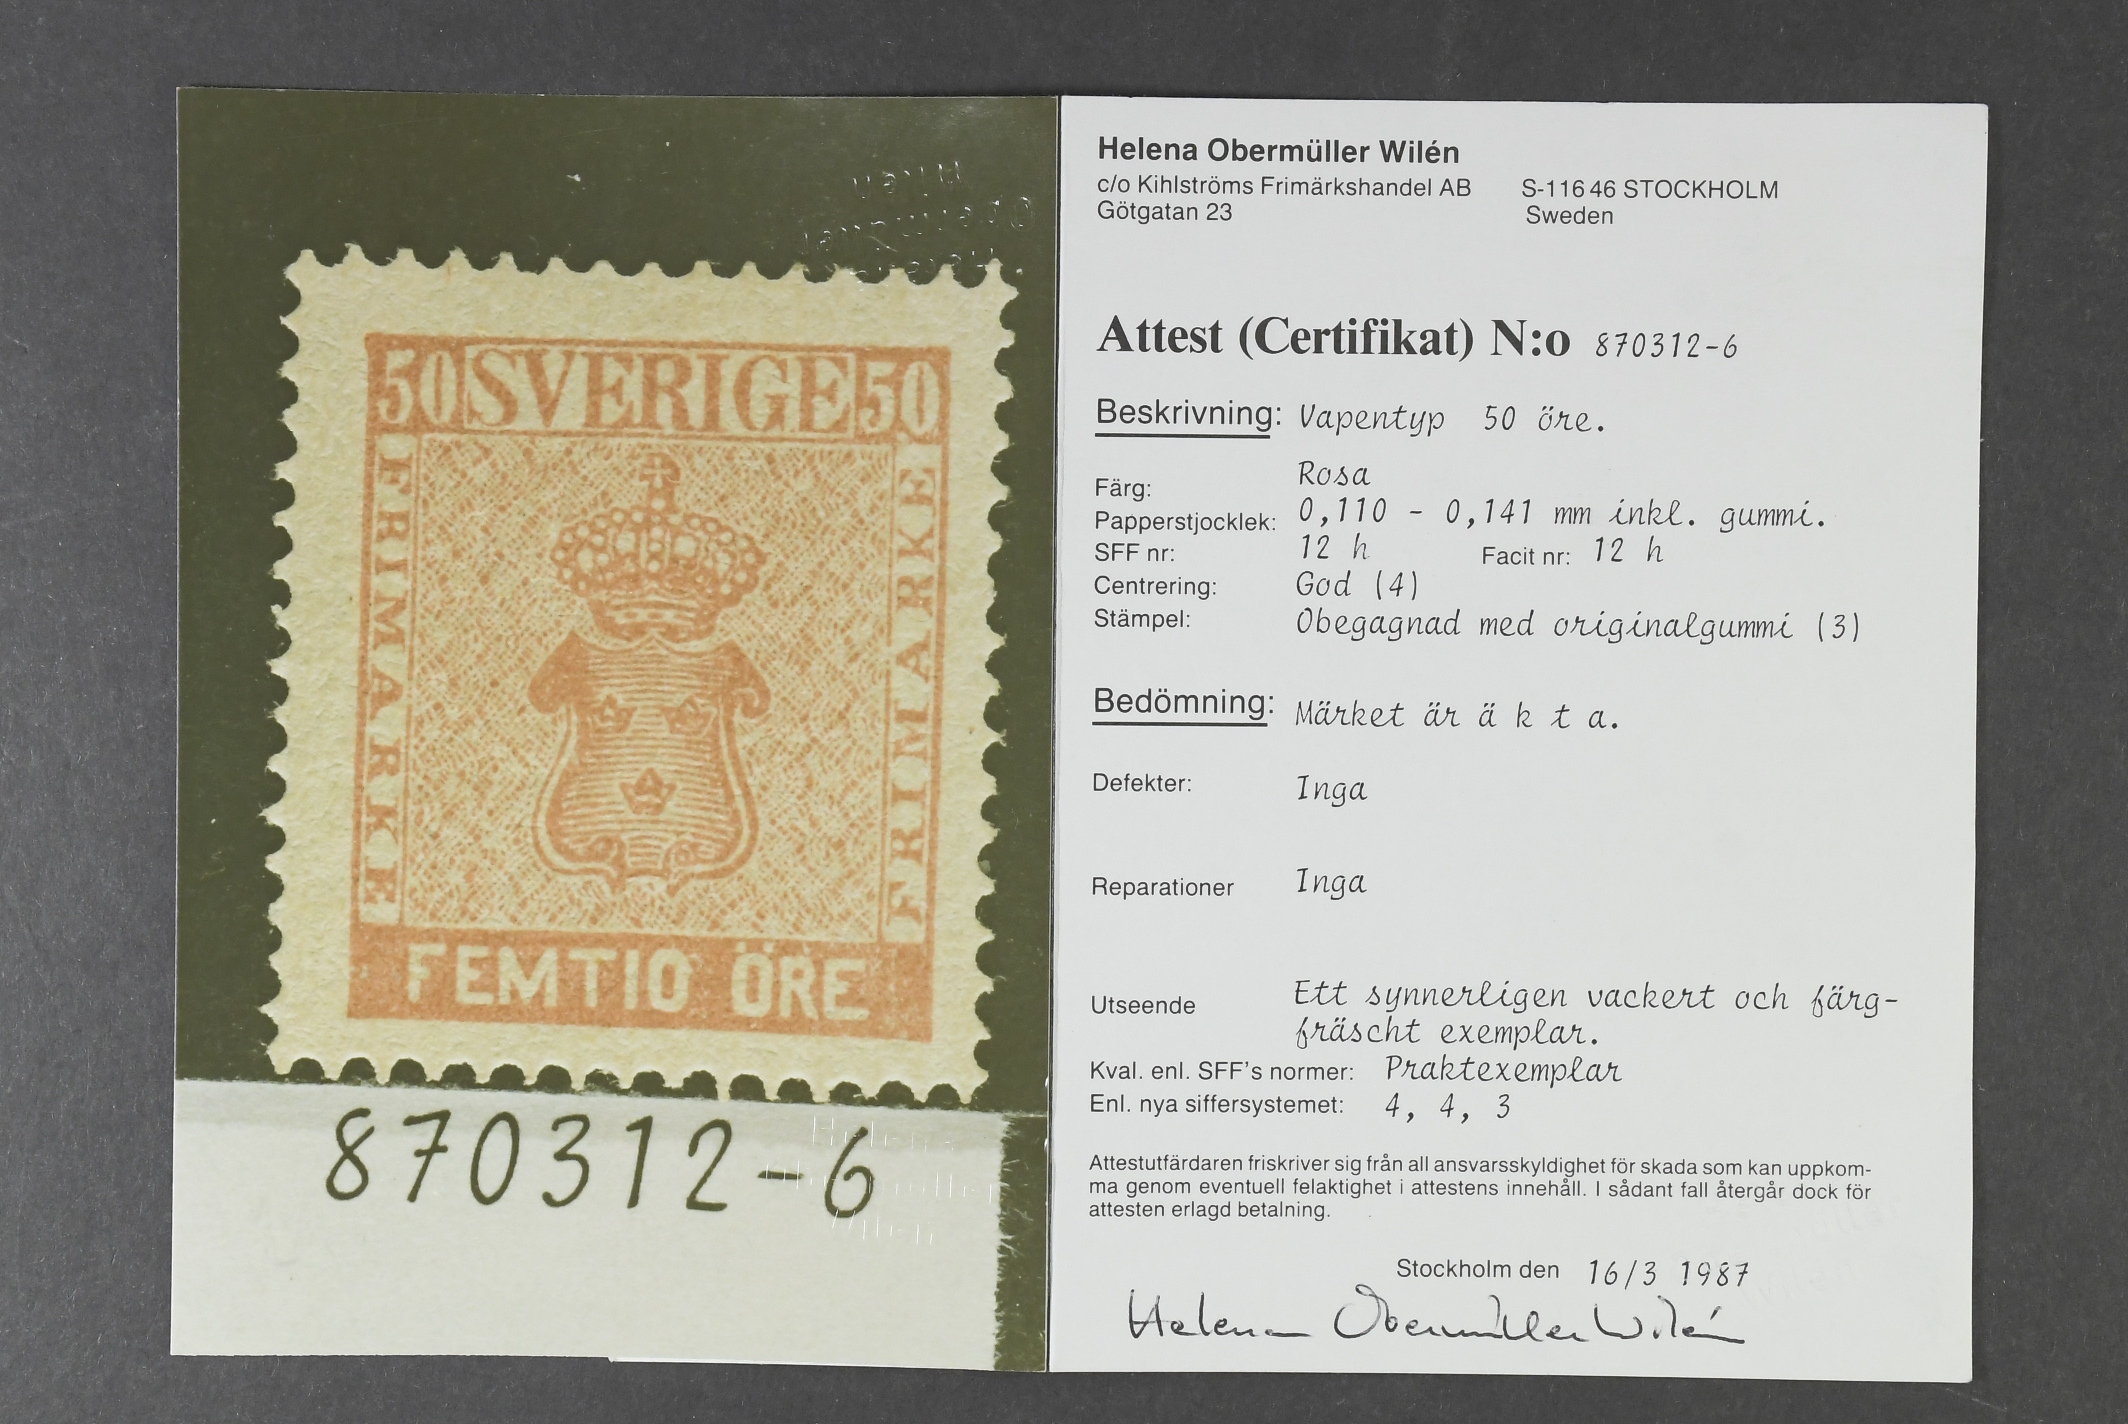 50 SVERIGE 50
FRIMÄRKE
FRIMÄRKE
FEMTIO ÖRE
870312-6
Helena Obermüller Wilén
c/o Kihlströms Frimärkshandel AB S-116 46 STOCKHOLM
Götgatan 23 Sweden
Attest (Certifikat) N:o 870312-6
Beskrivning: Vapentyp 50 öre.
Färg: Rosa
Papperstjocklek: 0,110 - 0,141 mm inkl. gummi.
SFF nr: 12 h Facit nr: 12 h
Centrering: God (4)
Stämpel: Obegagnad med originalgummi (3)
Bedömning: Märket är ä k t a.
Defekter: Inga
Reparationer Inga
Utseende Ett synnerligen vackert och färg-
fräscht exemplar.
Kval. enl. SFF's normer: Praktexemplar
Enl. nya siffersystemet: 4, 4, 3
Attestutfärdaren friskriver sig från all ansvarsskyldighet för skada som kan uppkom-
ma genom eventuell felaktighet i attestens innehåll. I sådant fall återgår dock för
attesten erlagd betalning.
Stockholm den 16/3 1987
Helena Obermüller Wilén